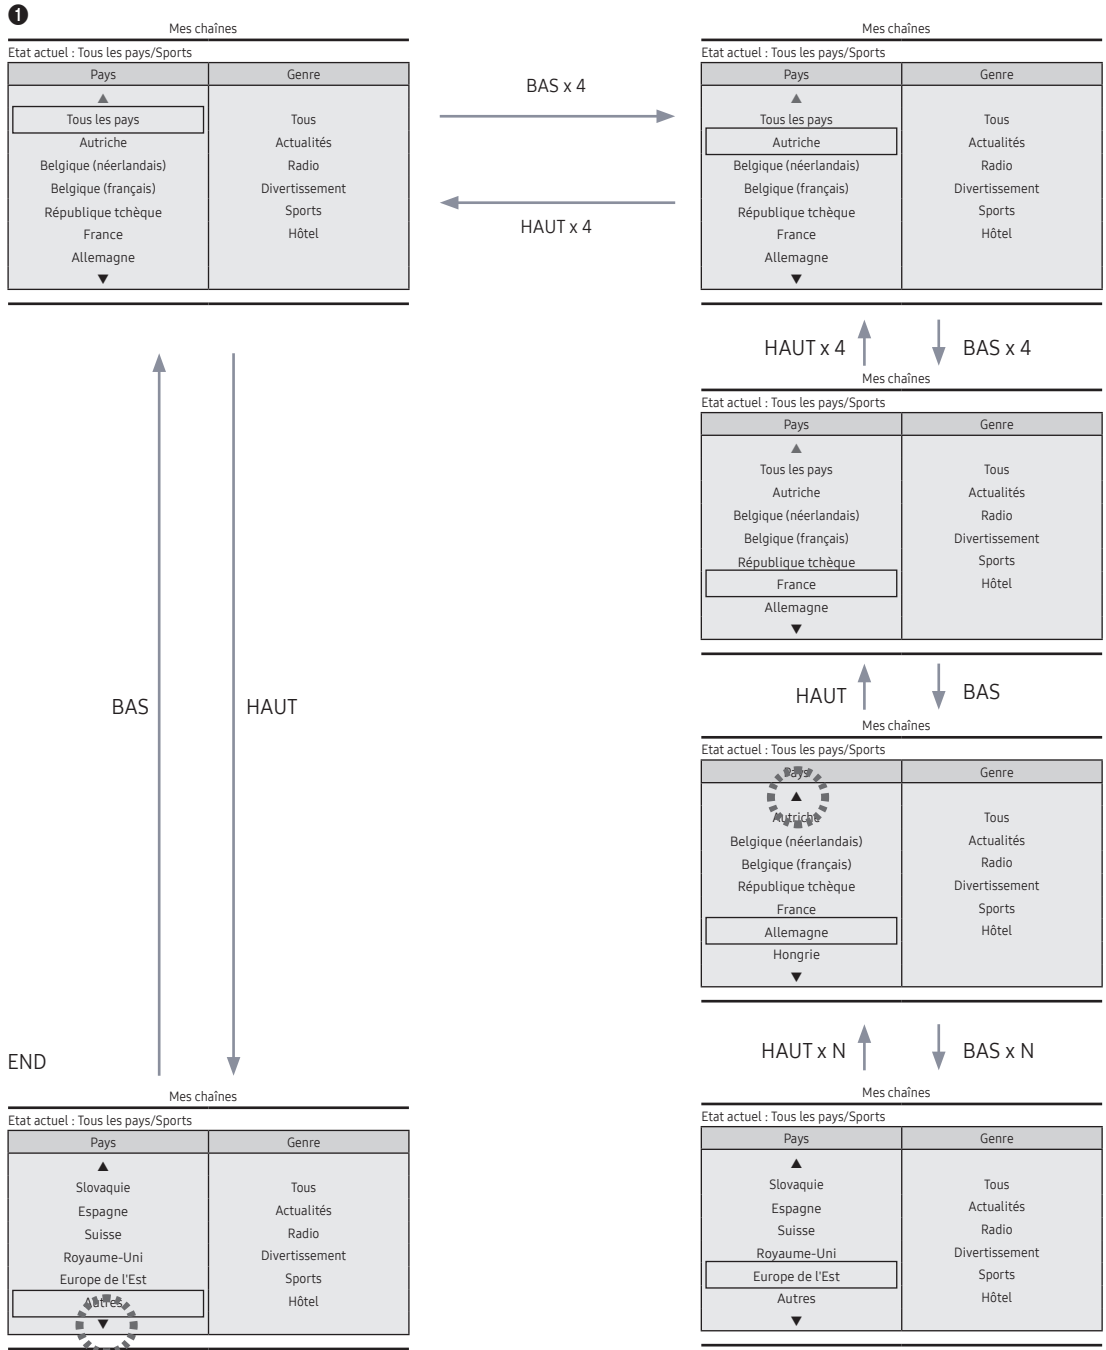 ❶
Mes chaînes
Etat actuel : Tous les pays/Sports
Pays Genre
▲
Tous les pays Tous
Autriche Actualités
Belgique (néerlandais) Radio
Belgique (français) Divertissement
République tchèque Sports
France Hôtel
Allemagne
▼
BAS x 4
HAUT x 4
Mes chaînes
Etat actuel : Tous les pays/Sports
Pays Genre
▲
Tous les pays Tous
Autriche Actualités
Belgique (néerlandais) Radio
Belgique (français) Divertissement
République tchèque Sports
France Hôtel
Allemagne
▼
HAUT x 4 BAS x 4
Mes chaînes
Etat actuel : Tous les pays/Sports
Pays Genre
▲
Tous les pays Tous
Autriche Actualités
Belgique (néerlandais) Radio
Belgique (français) Divertissement
République tchèque Sports
France Hôtel
Allemagne
▼
BAS HAUT
HAUT BAS
Mes chaînes
Etat actuel : Tous les pays/Sports
Pays Genre
▲
Autriche Tous
Belgique (néerlandais) Actualités
Belgique (français) Radio
République tchèque Divertissement
France Sports
Allemagne Hôtel
Hongrie
▼
HAUT x N BAS x N
END
Mes chaînes
Etat actuel : Tous les pays/Sports
Pays Genre
▲
Slovaquie Tous
Espagne Actualités
Suisse Radio
Royaume-Uni Divertissement
Europe de l'Est Sports
Autres Hôtel
▼
Mes chaînes
Etat actuel : Tous les pays/Sports
Pays Genre
▲
Slovaquie Tous
Espagne Actualités
Suisse Radio
Royaume-Uni Divertissement
Europe de l'Est Sports
Autres Hôtel
▼